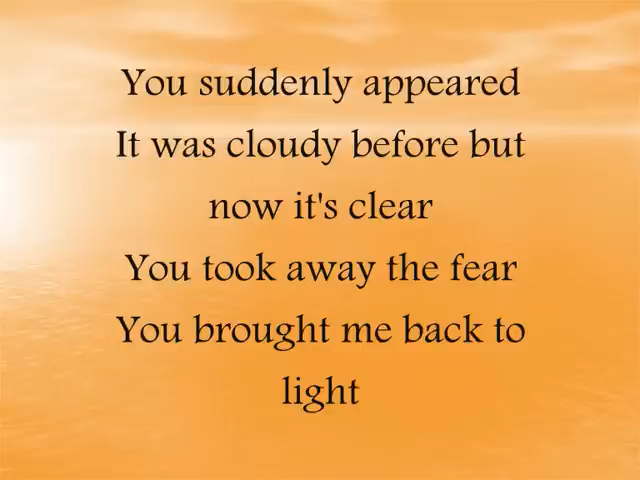 You suddenly appeared
It was cloudy before but
now it's clear
You took away the fear
You brought me back to
light